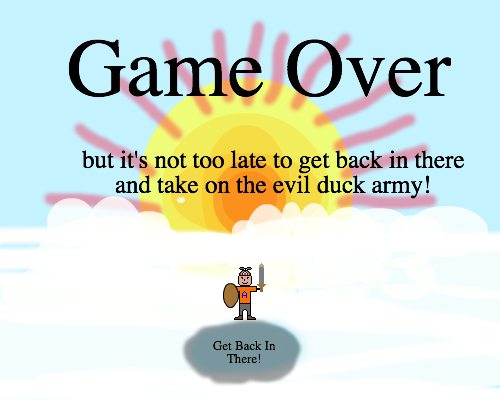 Game Over
but it's not too late to get back in there
and take on the evil duck army!
A
Get Back In
There!